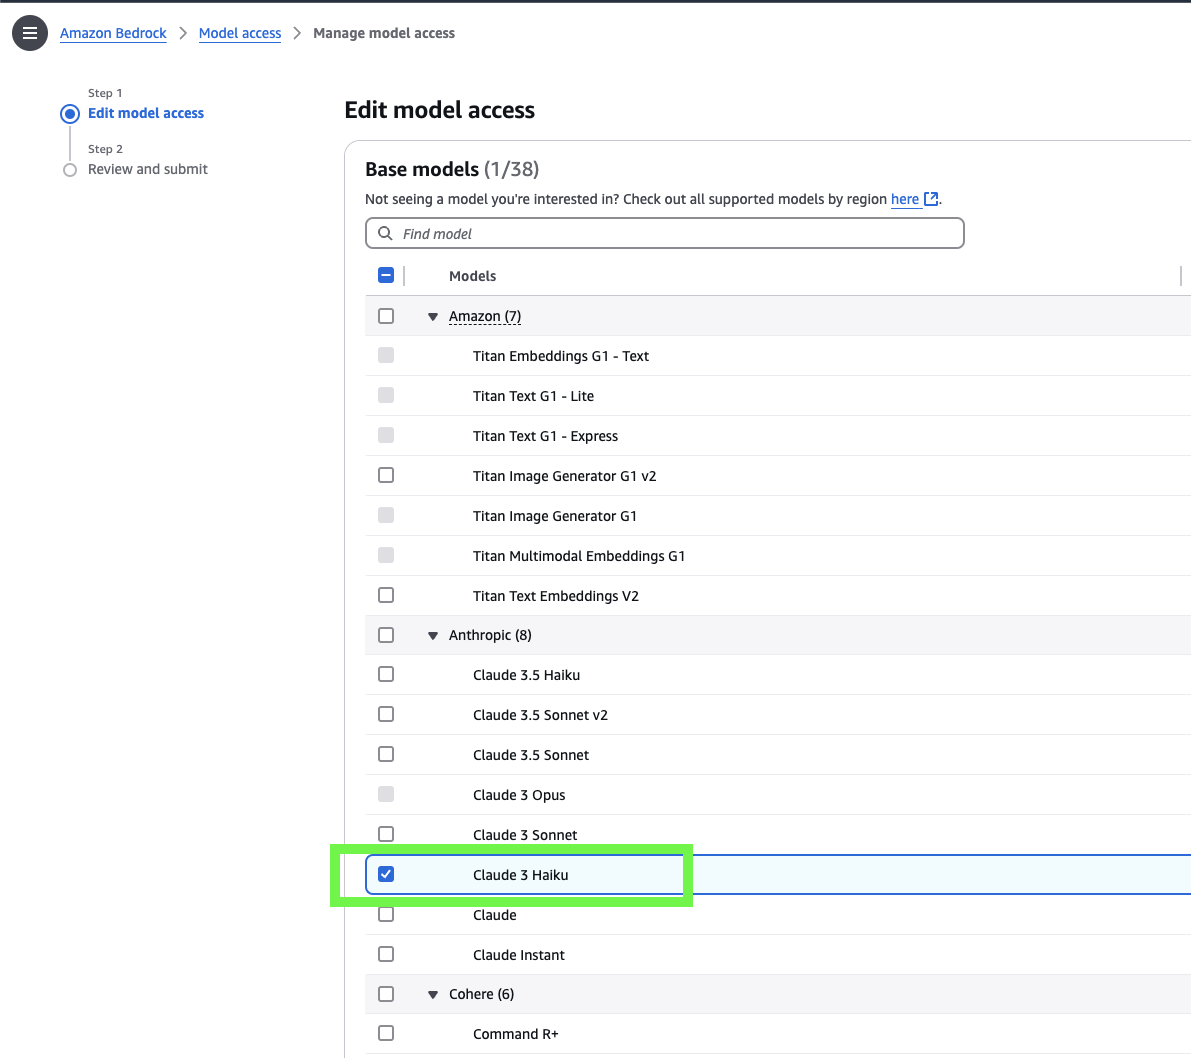 Amazon Bedrock > Model access > Manage model access
Step 1
Edit model access
Step 2
Review and submit
Edit model access
Base models (1/38)
Not seeing a model you're interested in? Check out all supported models by region here.
Find model
Models
Amazon (7)
Titan Embeddings G1 - Text
Titan Text G1 - Lite
Titan Text G1 - Express
Titan Image Generator G1 v2
Titan Image Generator G1
Titan Multimodal Embeddings G1
Titan Text Embeddings V2
Anthropic (8)
Claude 3.5 Haiku
Claude 3.5 Sonnet v2
Claude 3.5 Sonnet
Claude 3 Opus
Claude 3 Sonnet
Claude 3 Haiku
Claude
Claude Instant
Cohere (6)
Command R+